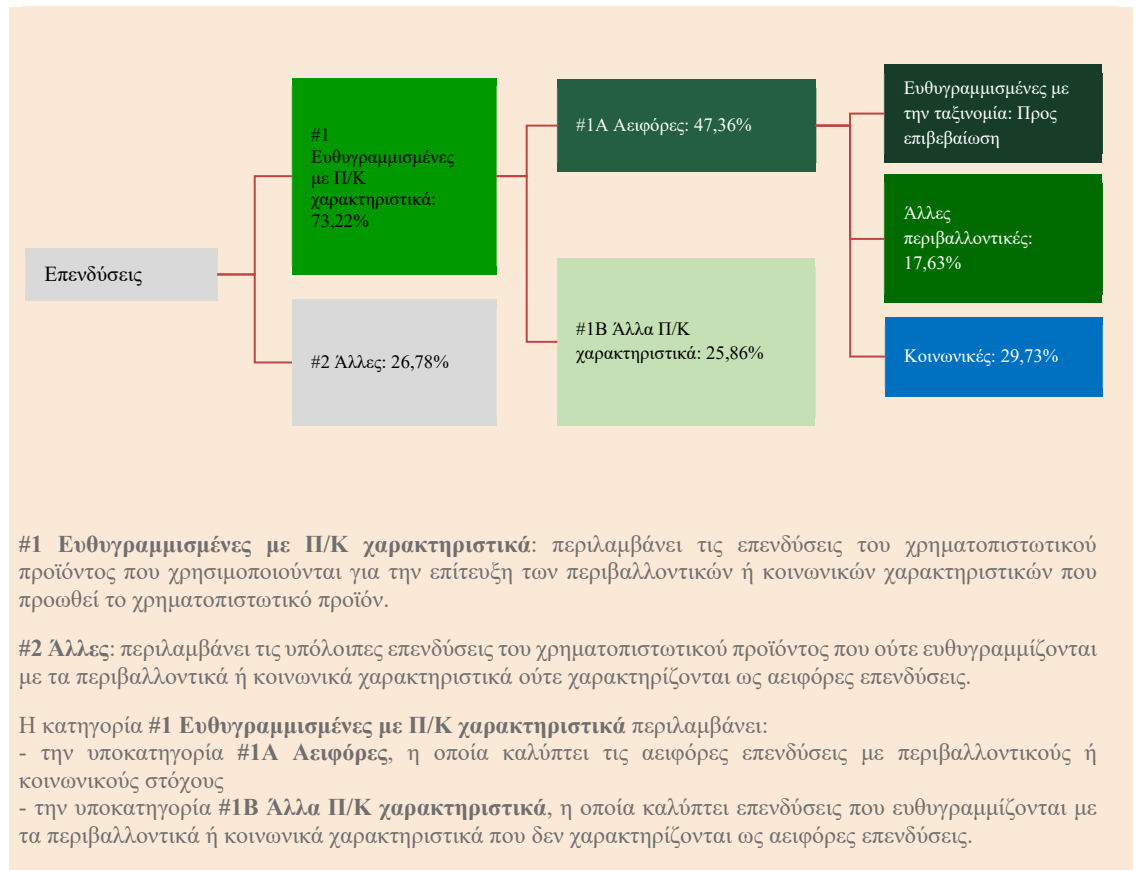 Επενδύσεις
#1
Ευθυγραμμισμένες
με Π/Κ
χαρακτηριστικά:
73,22%
#2 Άλλες: 26,78%
#1Α Αειφόρες: 47,36%
#1Β Άλλα Π/Κ
χαρακτηριστικά: 25,86%
Ευθυγραμμισμένες με
την ταξινομία: Προς
επιβεβαίωση
Άλλες
περιβαλλοντικές:
17,63%
Κοινωνικές: 29,73%
#1 Ευθυγραμμισμένες με Π/Κ χαρακτηριστικά: περιλαμβάνει τις επενδύσεις του χρηματοπιστωτικού
προϊόντος που χρησιμοποιούνται για την επίτευξη των περιβαλλοντικών ή κοινωνικών χαρακτηριστικών που
προωθεί το χρηματοπιστωτικό προϊόν.
#2 Άλλες: περιλαμβάνει τις υπόλοιπες επενδύσεις του χρηματοπιστωτικού προϊόντος που ούτε ευθυγραμμίζονται
με τα περιβαλλοντικά ή κοινωνικά χαρακτηριστικά ούτε χαρακτηρίζονται ως αειφόρες επενδύσεις.
Η κατηγορία #1 Ευθυγραμμισμένες με Π/Κ χαρακτηριστικά περιλαμβάνει:
- την υποκατηγορία #1Α Αειφόρες, η οποία καλύπτει τις αειφόρες επενδύσεις με περιβαλλοντικούς ή
κοινωνικούς στόχους
- την υποκατηγορία #1Β Άλλα Π/Κ χαρακτηριστικά, η οποία καλύπτει επενδύσεις που ευθυγραμμίζονται με
τα περιβαλλοντικά ή κοινωνικά χαρακτηριστικά που δεν χαρακτηρίζονται ως αειφόρες επενδύσεις.